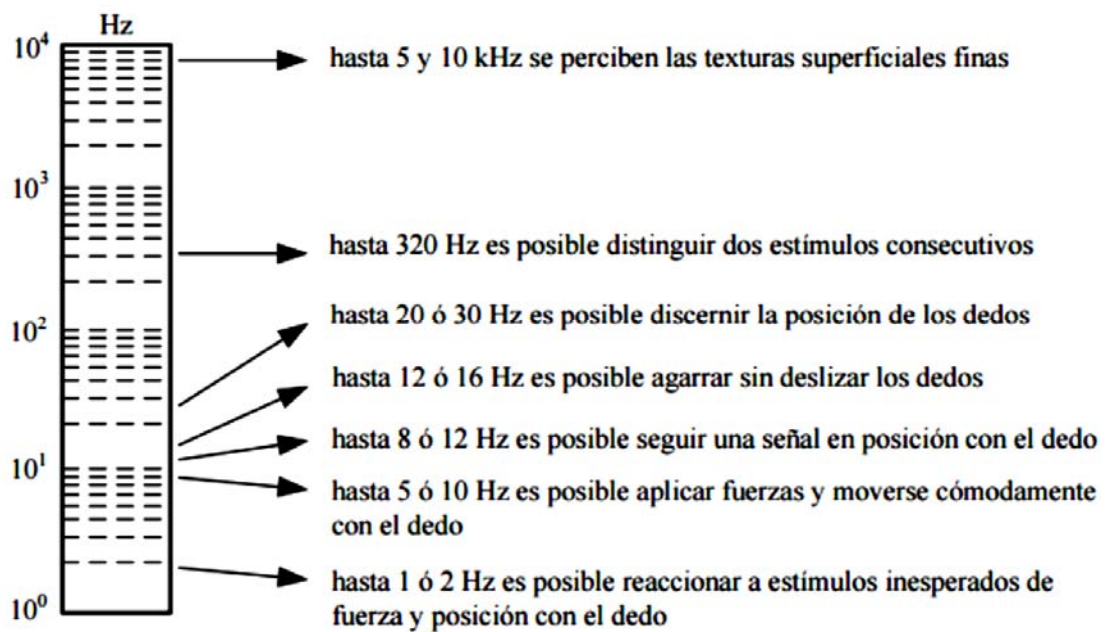 Hz
10⁴
hasta 5 y 10 kHz se perciben las texturas superficiales finas
10³
hasta 320 Hz es posible distinguir dos estímulos consecutivos
hasta 20 ó 30 Hz es posible discernir la posición de los dedos
10²
hasta 12 ó 16 Hz es posible agarrar sin deslizar los dedos
hasta 8 ó 12 Hz es posible seguir una señal en posición con el dedo
10¹
hasta 5 ó 10 Hz es posible aplicar fuerzas y moverse cómodamente
con el dedo
hasta 1 ó 2 Hz es posible reaccionar a estímulos inesperados de
fuerza y posición con el dedo
10⁰